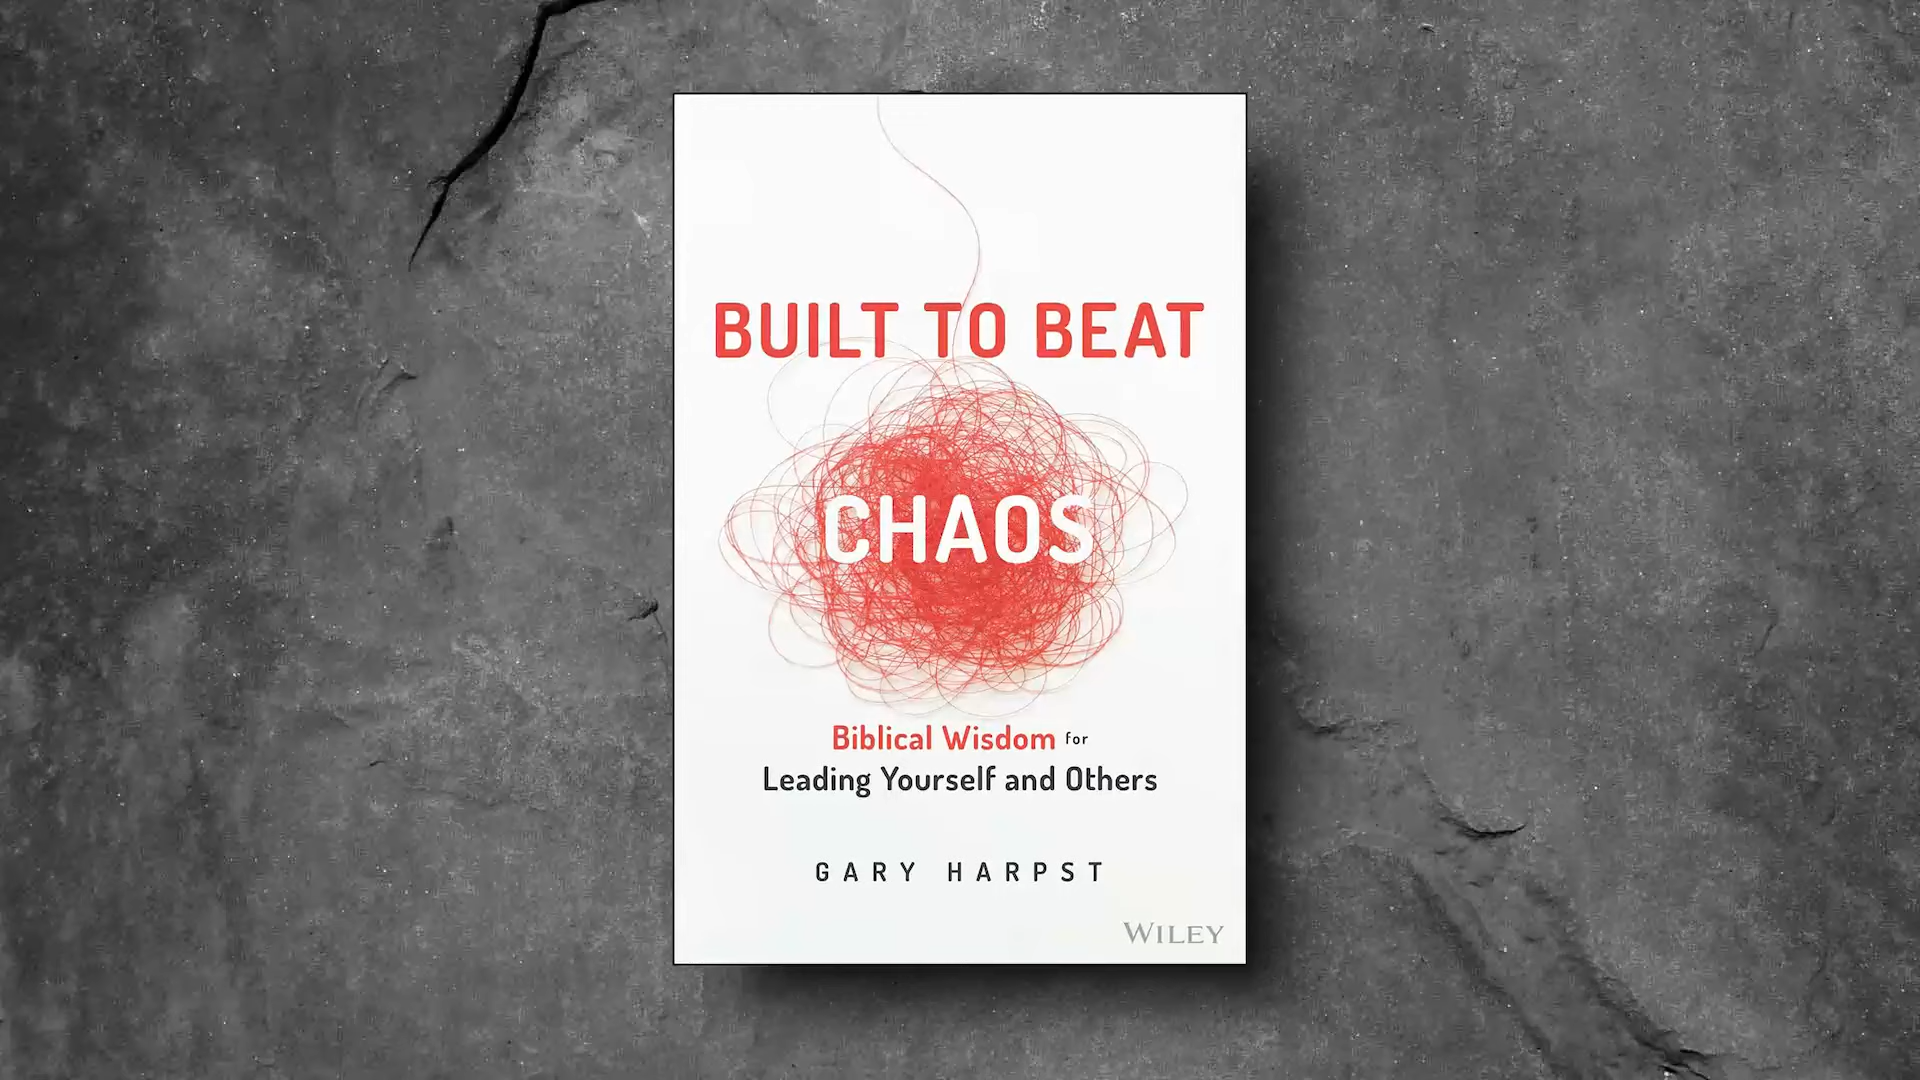 BUILT TO BEAT
CHAOS
Biblical Wisdom for
Leading Yourself and Others
GARY HARPST
WILEY